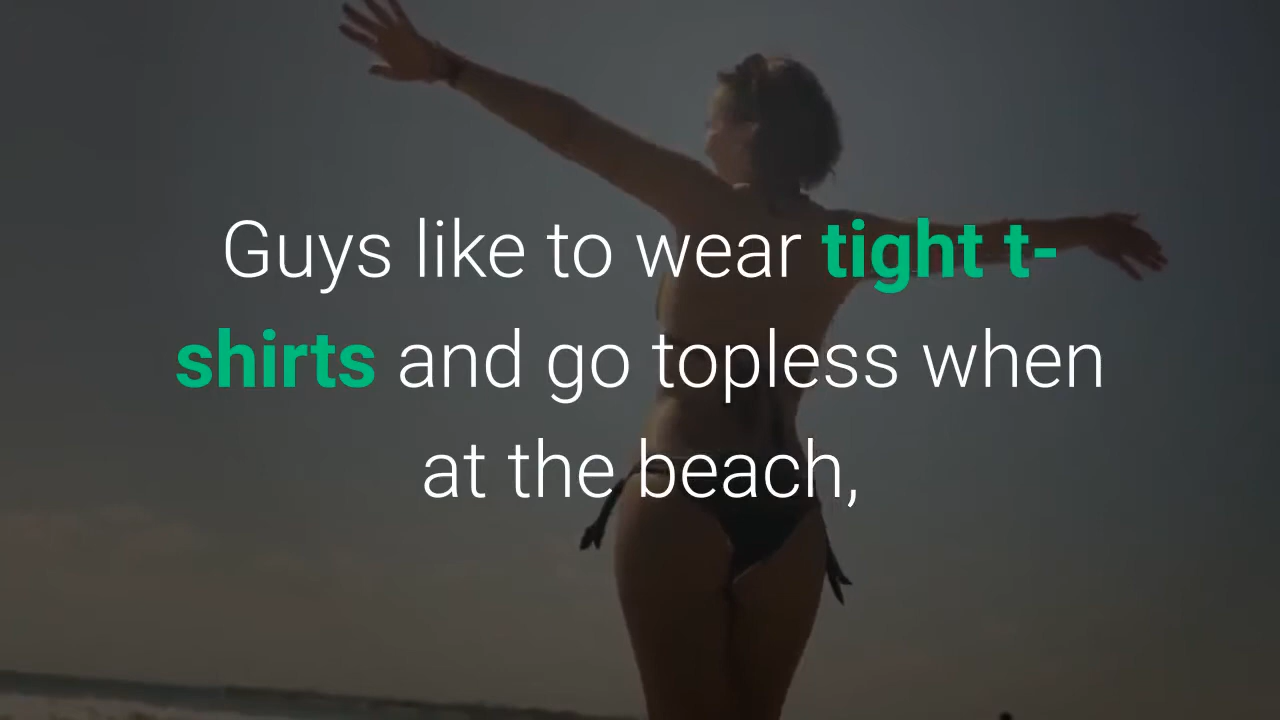 Guys like to wear tight t-
shirts and go topless when
at the beach,